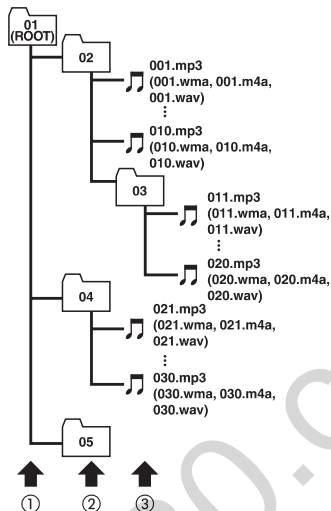 01
(ROOT)
02
001.mp3
(001.wma, 001.m4a,
001.wav)
010.mp3
(010.wma, 010.m4a,
010.wav)
03
011.mp3
(011.wma, 011.m4a,
011.wav)
020.mp3
(020.wma, 020.m4a,
020.wav)
04
021.mp3
(021.wma, 021.m4a,
021.wav)
030.mp3
(030.wma, 030.m4a,
030.wav)
05
① ② ③